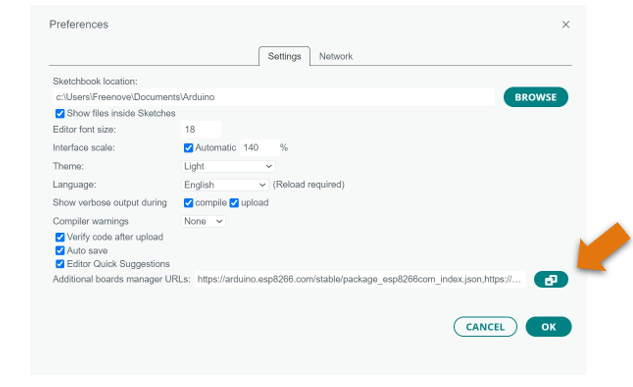 Preferences
Settings Network
Sketchbook location:
c:\Users\Freenove\Documents\Arduino BROWSE
Show files inside Sketches
Editor font size: 18
Interface scale: Automatic 140 %
Theme: Light
Language: English (Reload required)
Show verbose output during compile upload
Compiler warnings None
Verify code after upload
Auto save
Editor Quick Suggestions
Additional boards manager URLs: https://arduino.esp8266.com/stable/package_esp8266com_index.json,https://...
CANCEL OK